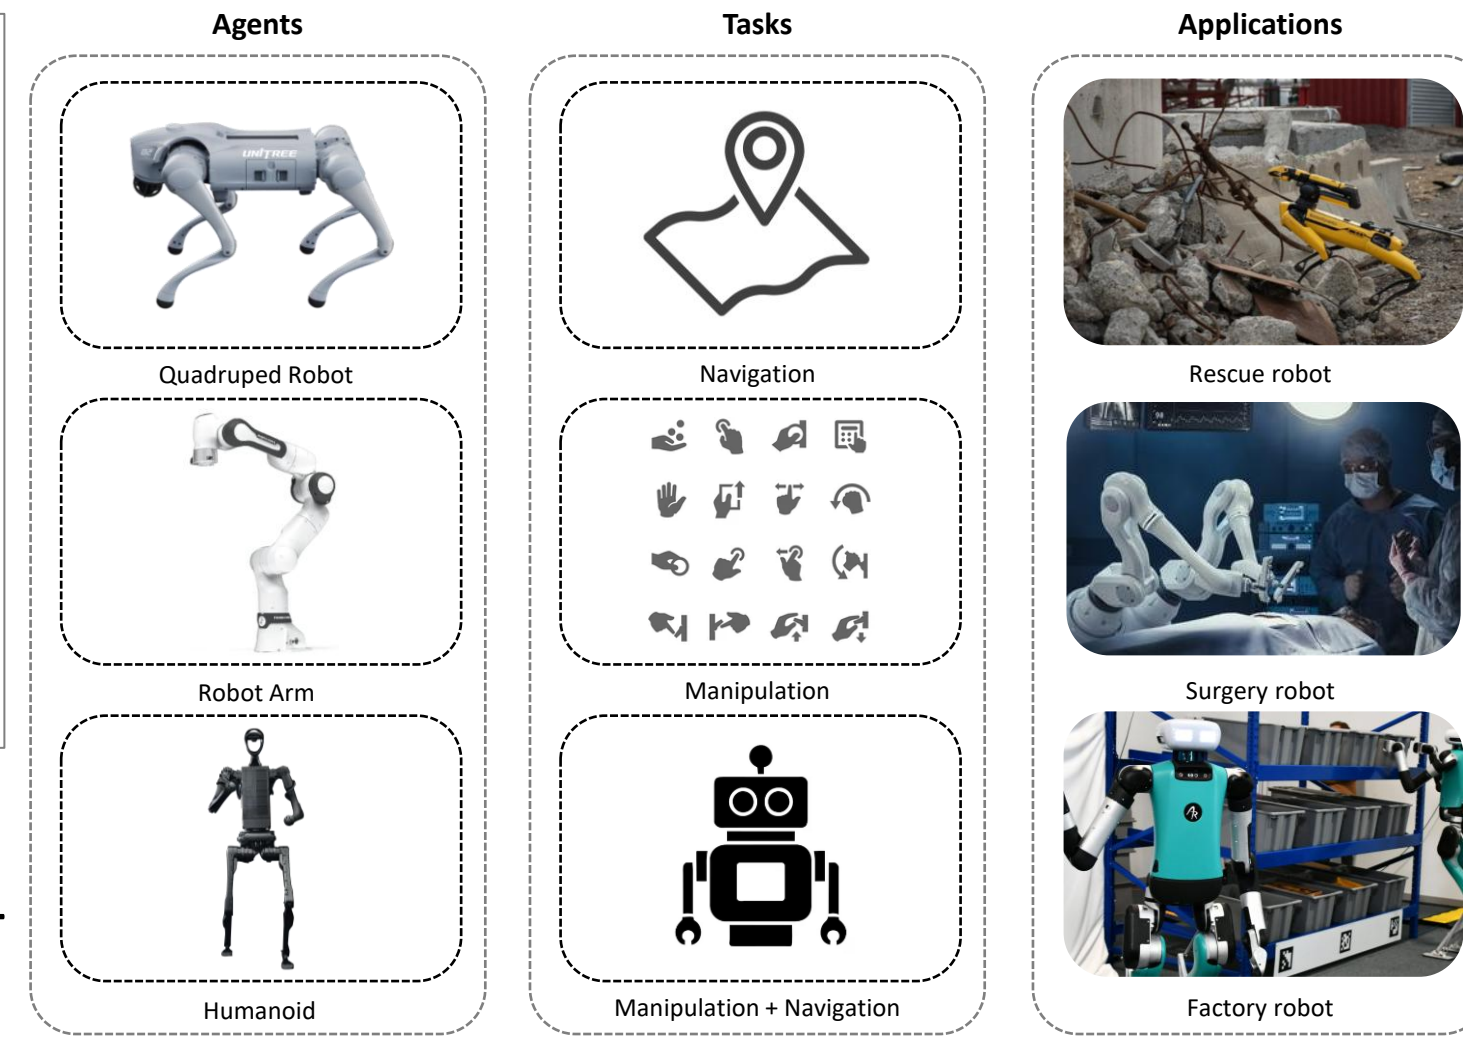 Agents
Tasks
Applications
UNITREE
Quadruped Robot
Navigation
Rescue robot
Robot Arm
Manipulation
Surgery robot
Humanoid
Manipulation + Navigation
Factory robot